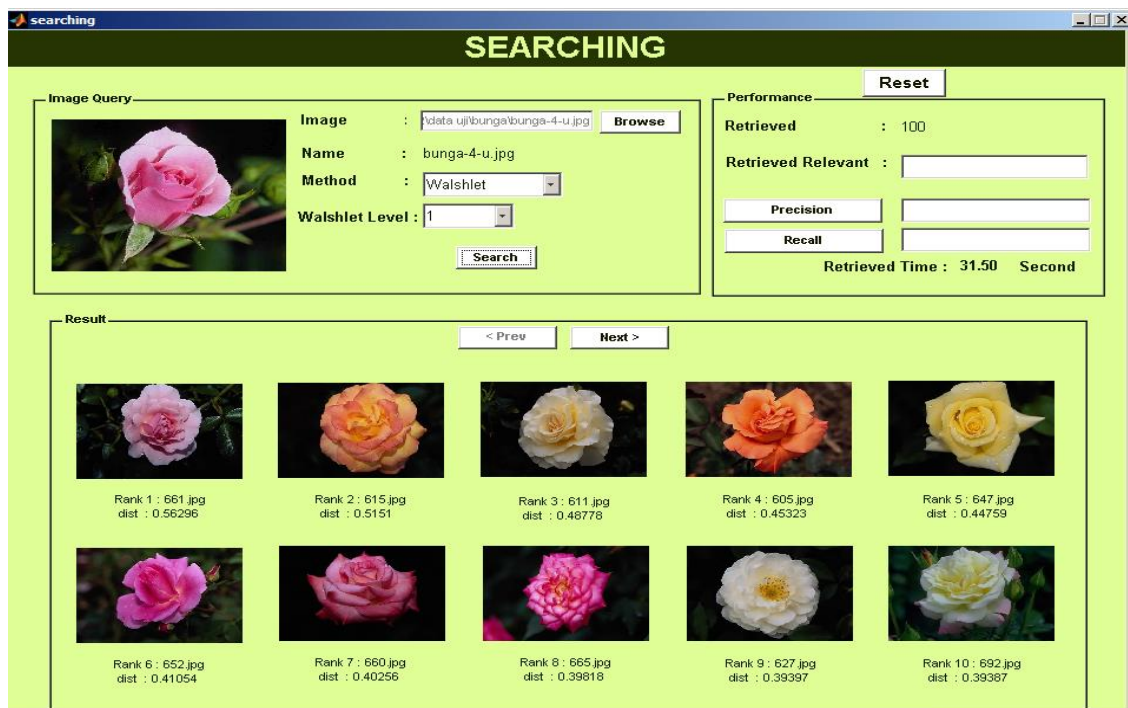 searching
SEARCHING
Reset
Image Query
Image : \data uji\bunga\bunga-4-u.jpg Browse
Name : bunga-4-u.jpg
Method : Walshlet
Walshlet Level : 1
Search
Performance
Retrieved : 100
Retrieved Relevant :
Precision
Recall
Retrieved Time : 31.50 Second
Result
< Prev Next >
Rank 1 : 661.jpg Rank 2 : 615.jpg Rank 3 : 611.jpg Rank 4 : 605.jpg Rank 5 : 647.jpg
dist : 0.56296 dist : 0.5151 dist : 0.48778 dist : 0.45323 dist : 0.44759
Rank 6 : 652.jpg Rank 7 : 660.jpg Rank 8 : 665.jpg Rank 9 : 627.jpg Rank 10 : 692.jpg
dist : 0.41054 dist : 0.40256 dist : 0.39818 dist : 0.39397 dist : 0.39387